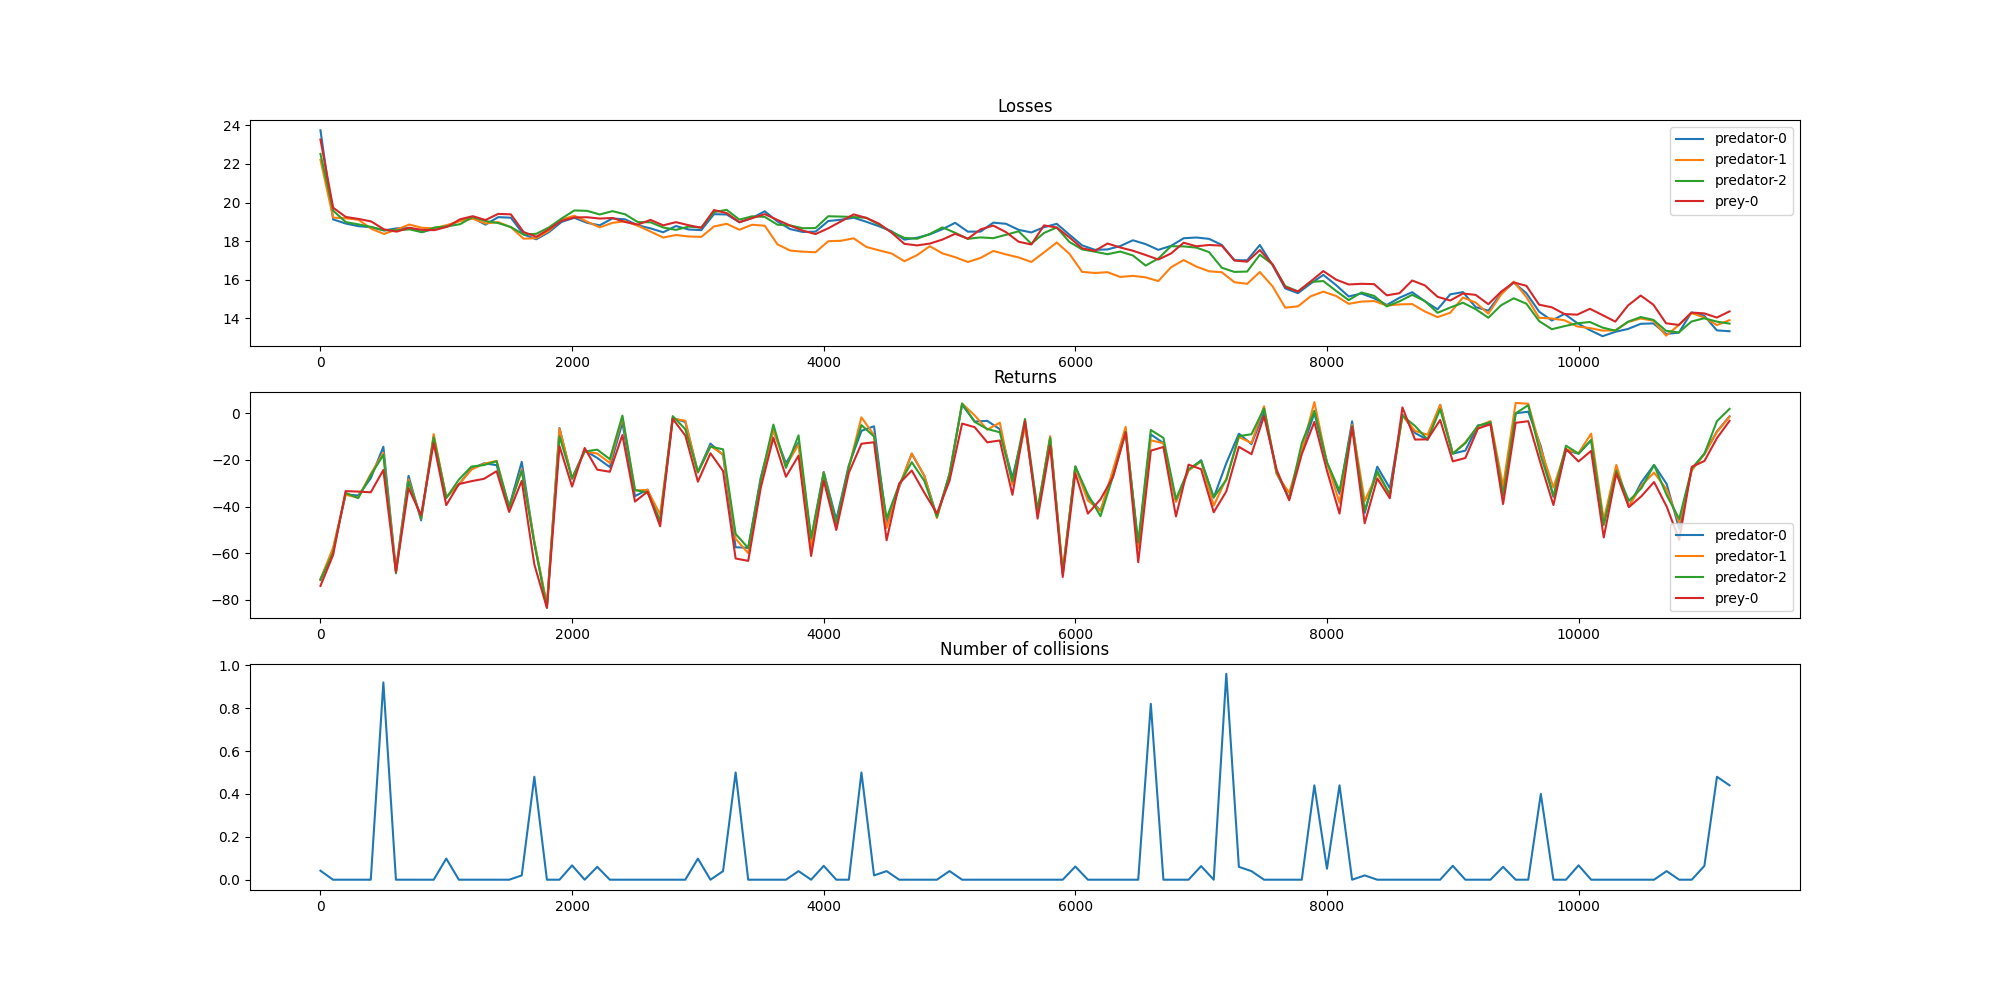 Losses
24
22
20
18
16
14
predator-0
predator-1
predator-2
prey-0
0 2000 4000 6000 8000 10000
Returns
0
−20
−40
−60
−80
predator-0
predator-1
predator-2
prey-0
0 2000 4000 6000 8000 10000
Number of collisions
1.0
0.8
0.6
0.4
0.2
0.0
0 2000 4000 6000 8000 10000